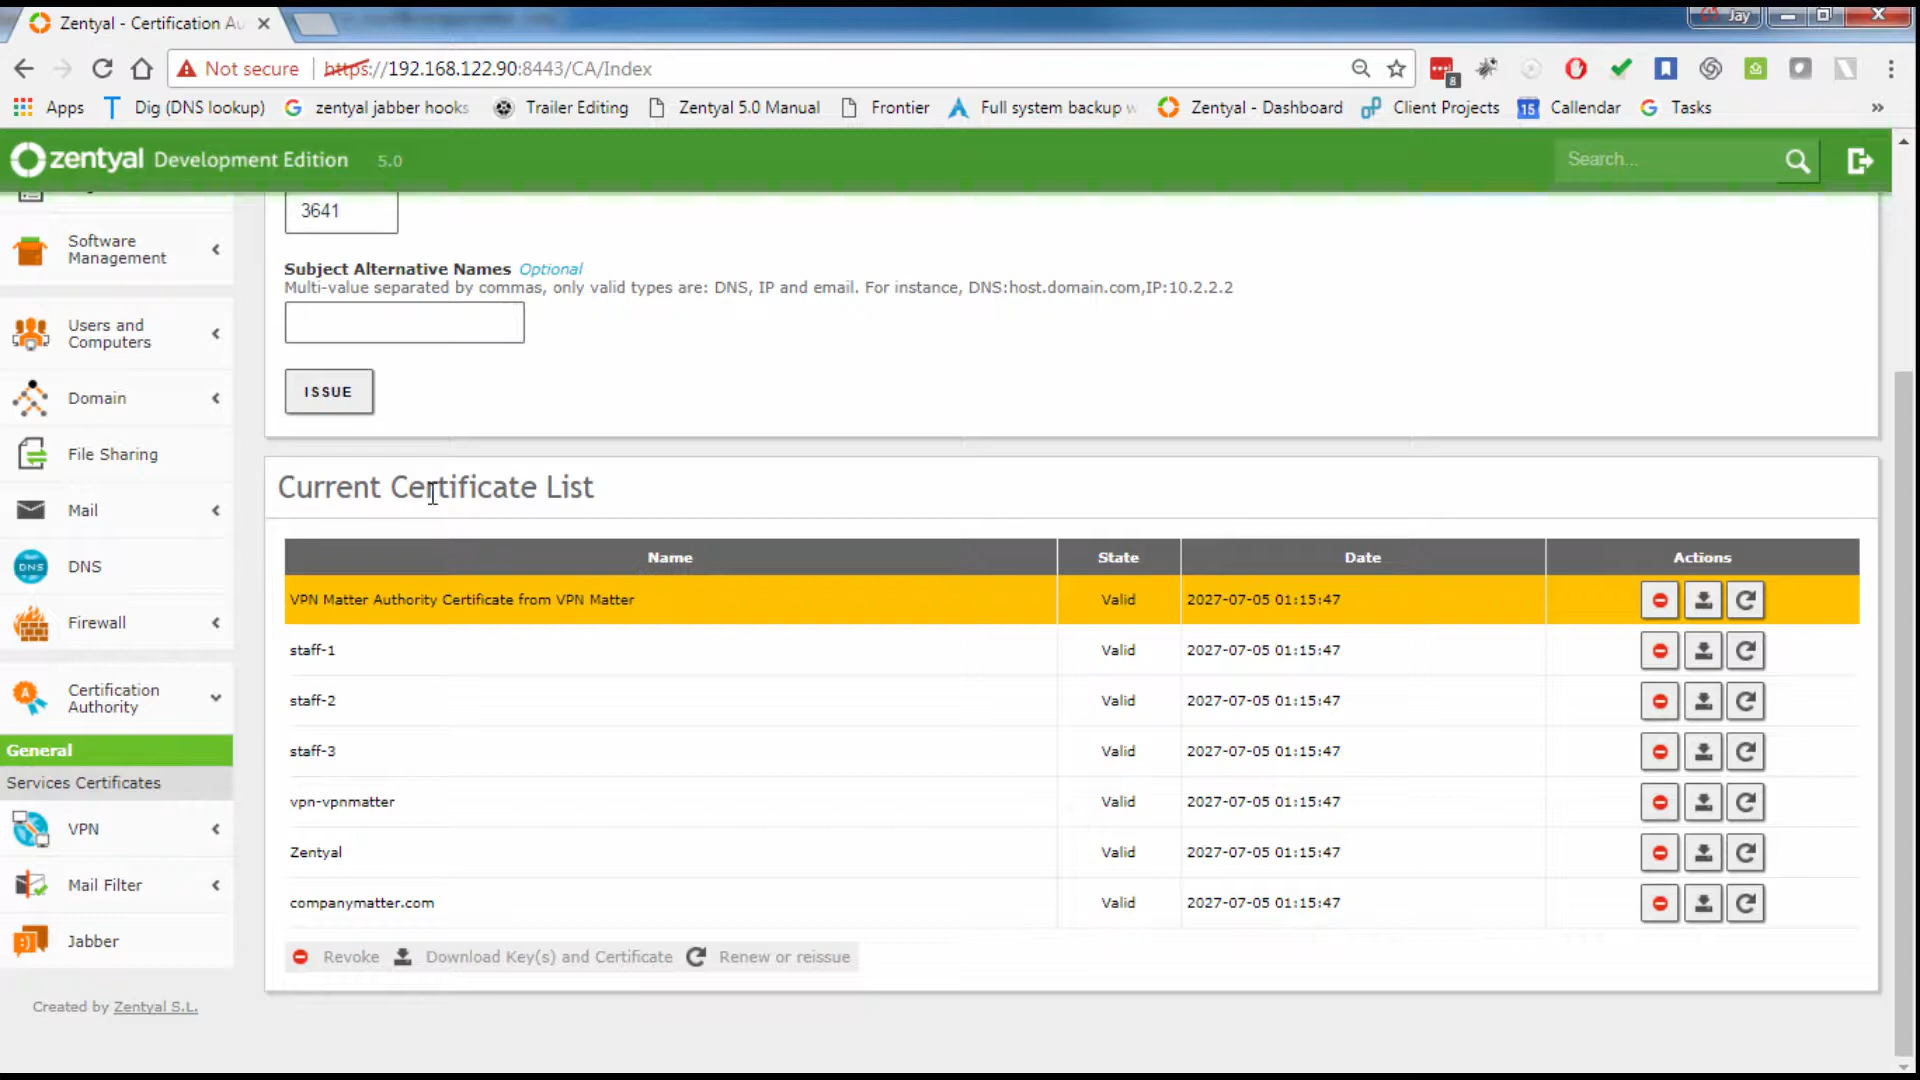 Zentyal - Certification Au
Jay
Not secure https://192.168.122.90:8443/CA/Index
8
Apps Dig (DNS lookup) zentyal jabber hooks Trailer Editing Zentyal 5.0 Manual Frontier Full system backup w Zentyal - Dashboard Client Projects 15 Callendar Tasks »
zentyal Development Edition 5.0 Search...
3641
Software
Management
Subject Alternative Names Optional
Multi-value separated by commas, only valid types are: DNS, IP and email. For instance, DNS:host.domain.com,IP:10.2.2.2
Users and
Computers
ISSUE
Domain
File Sharing
Current Certificate List
Mail
Name State Date Actions
DNS DNS
VPN Matter Authority Certificate from VPN Matter Valid 2027-07-05 01:15:47
Firewall
staff-1 Valid 2027-07-05 01:15:47
Certification
Authority
staff-2 Valid 2027-07-05 01:15:47
General
staff-3 Valid 2027-07-05 01:15:47
Services Certificates
vpn-vpnmatter Valid 2027-07-05 01:15:47
VPN
Zentyal Valid 2027-07-05 01:15:47
Mail Filter
companymatter.com Valid 2027-07-05 01:15:47
Jabber
Revoke Download Key(s) and Certificate Renew or reissue
Created by Zentyal S.L.